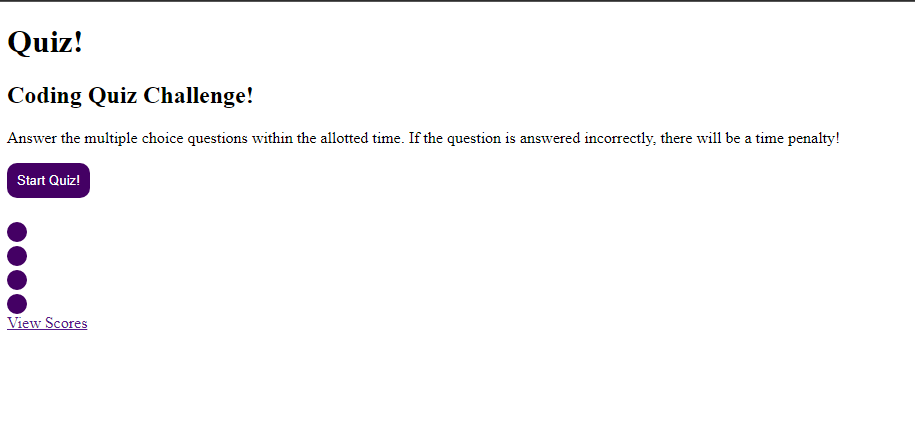 Quiz!
Coding Quiz Challenge!
Answer the multiple choice questions within the allotted time. If the question is answered incorrectly, there will be a time penalty!
Start Quiz!
View Scores